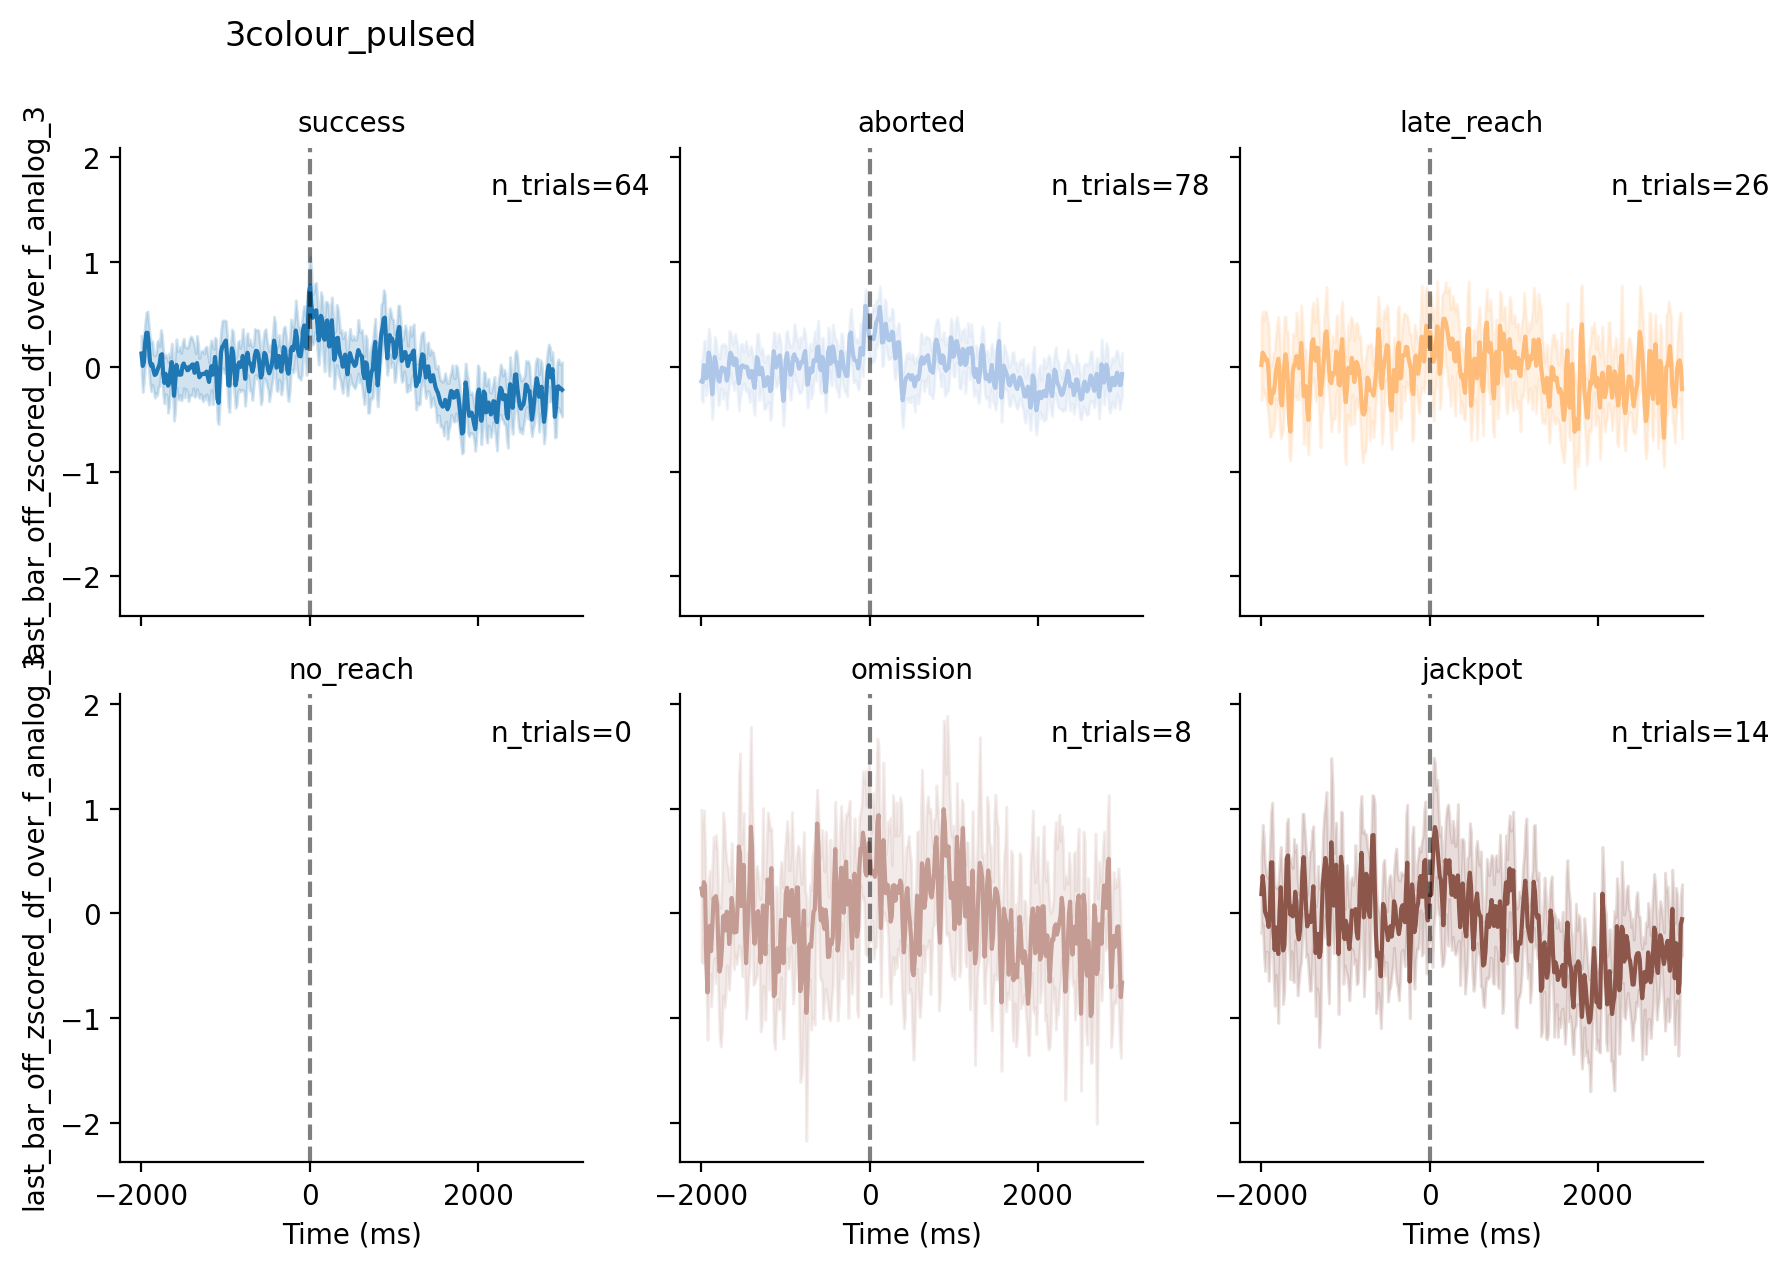 3colour_pulsed
success
aborted
late_reach
last_bar_off_zscored_df_over_f_analog_3
2
1
0
−1
−2
n_trials=64
n_trials=78
n_trials=26
no_reach
omission
jackpot
last_bar_off_zscored_df_over_f_analog_3
2
1
0
−1
−2
n_trials=0
n_trials=8
n_trials=14
−2000 0 2000
−2000 0 2000
−2000 0 2000
Time (ms)
Time (ms)
Time (ms)